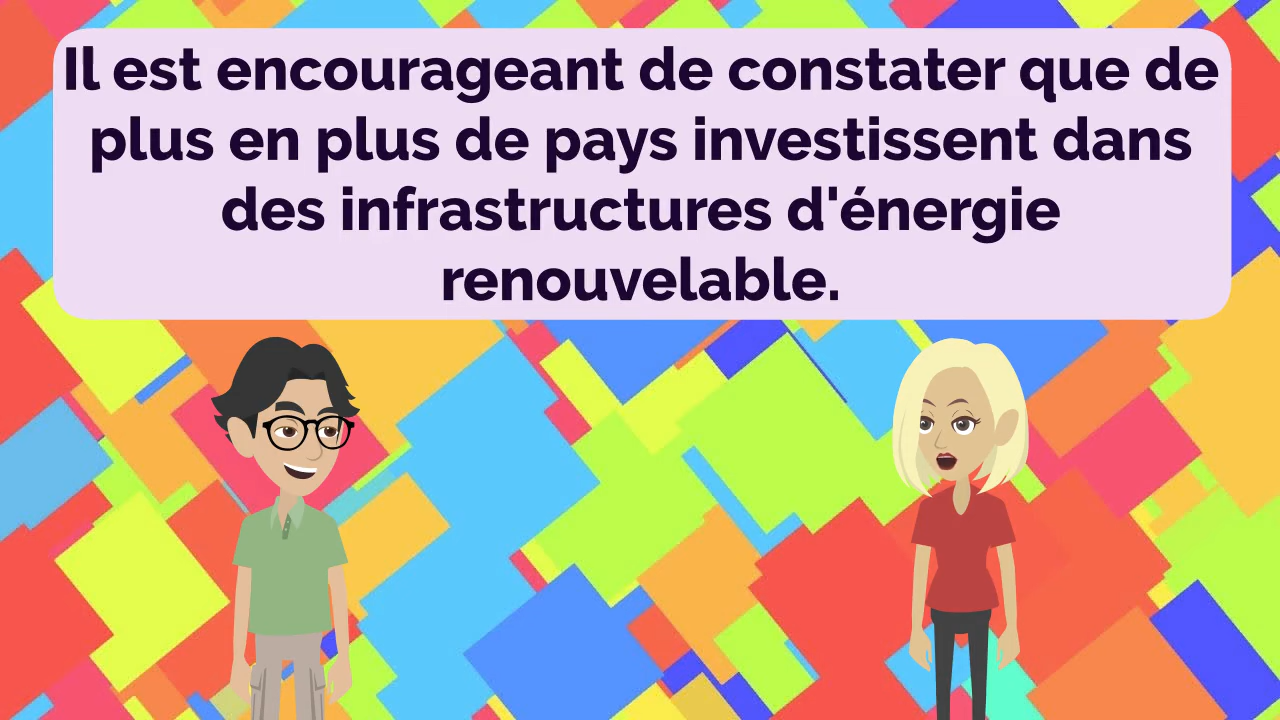 Il est encourageant de constater que de
plus en plus de pays investissent dans
des infrastructures d'énergie
renouvelable.